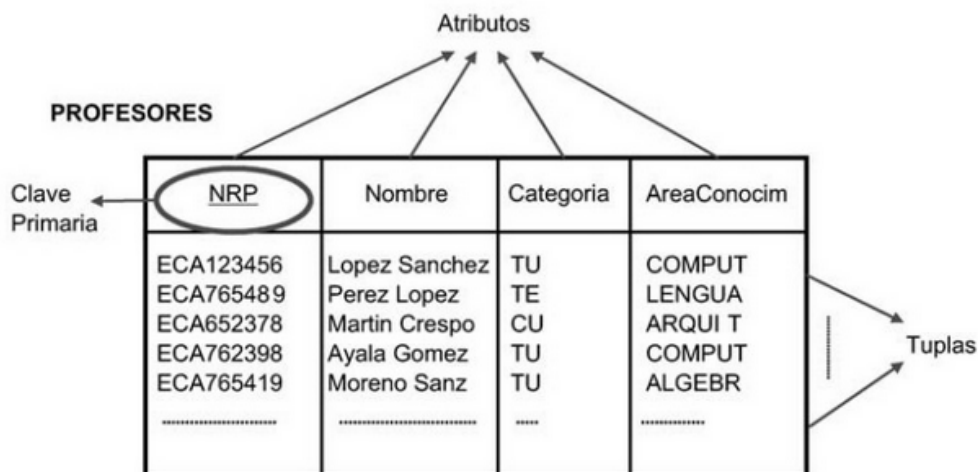 Atributos
PROFESORES
Clave
Primaria
NRP Nombre Categoria AreaConocim
ECA123456 Lopez Sanchez TU COMPUT
ECA765489 Perez Lopez TE LENGUA
ECA652378 Martin Crespo CU ARQUI T
ECA762398 Ayala Gomez TU COMPUT
ECA765419 Moreno Sanz TU ALGEBR
Tuplas